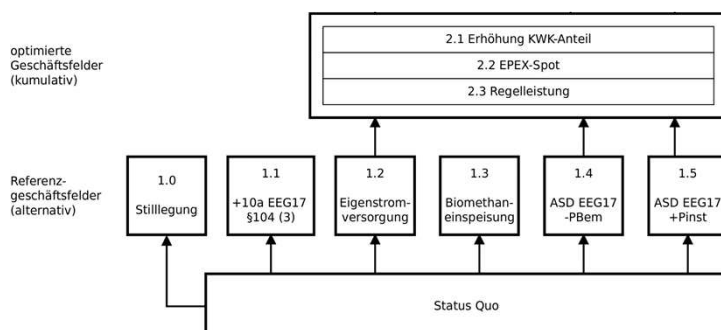 optimierte
Geschäftsfelder
(kumulativ)
2.1 Erhöhung KWK-Anteil
2.2 EPEX-Spot
2.3 Regelleistung
Referenz-
geschäftsfelder
(alternativ)
1.0
Stilllegung
1.1
+10a EEG17
§104 (3)
1.2
Eigenstrom-
versorgung
1.3
Biomethan-
einspeisung
1.4
ASD EEG17
-PBem
1.5
ASD EEG17
+Pinst
Status Quo